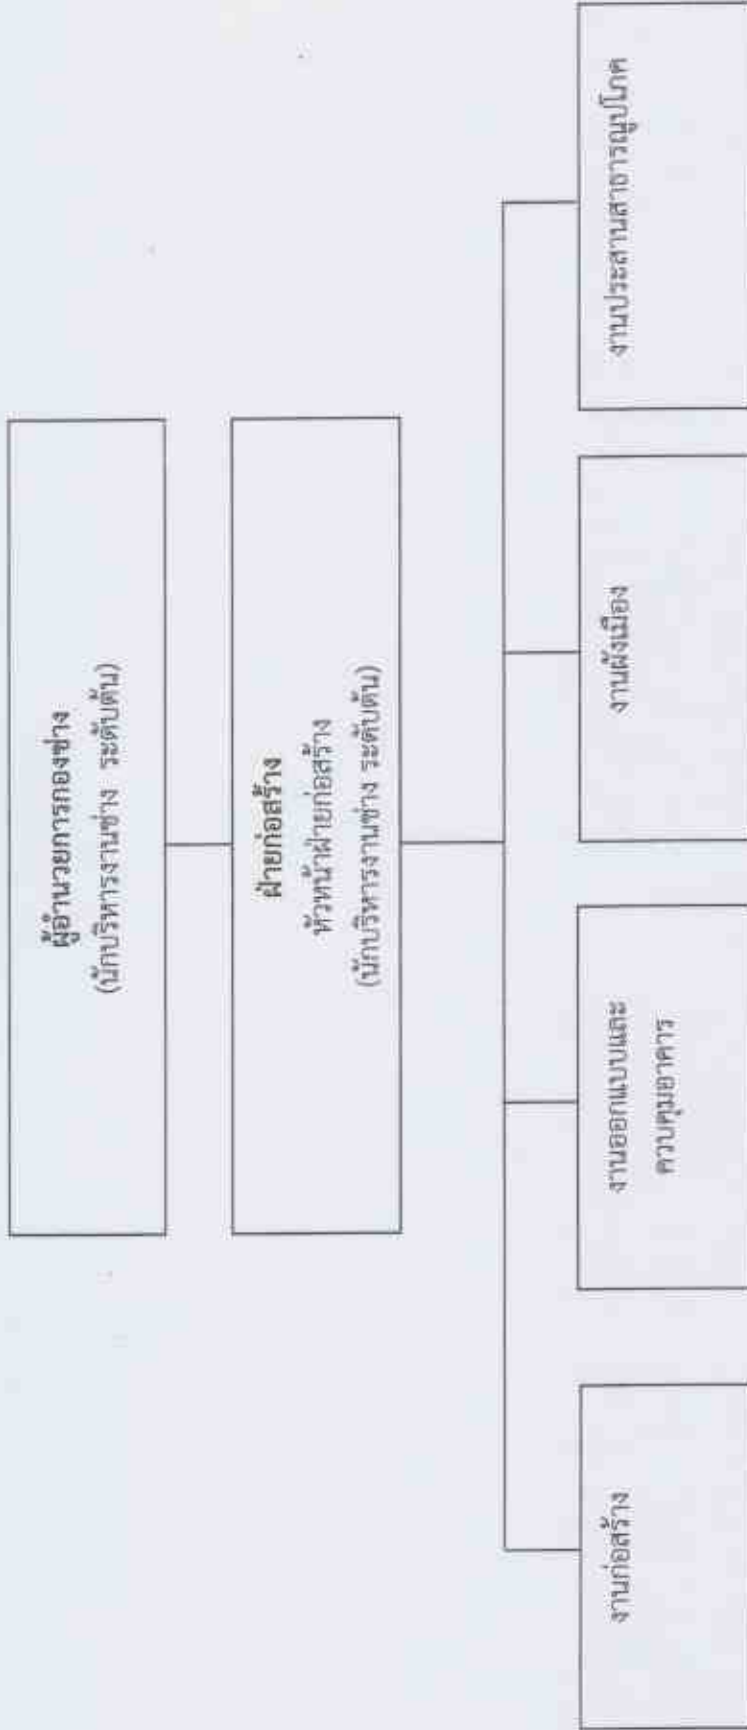 ผู้อำนวยการกองช่าง
(นักบริหารงานช่าง ระดับต้น)
ฝ่ายก่อสร้าง
หัวหน้าฝ่ายก่อสร้าง
(นักบริหารงานช่าง ระดับต้น)
งานก่อสร้าง
งานออกแบบและ
ควบคุมอาคาร
งานผังเมือง
งานประสานสาธารณูปโภค